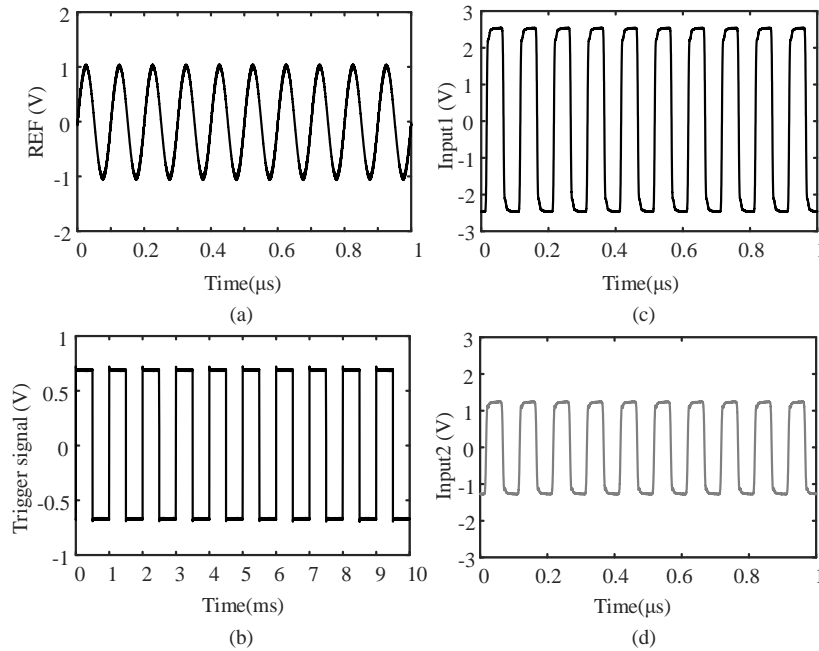 2
1
0
-1
-2
REF (V)
0 0.2 0.4 0.6 0.8 1
Time(μs)
(a)
3
2
1
0
-1
-2
-3
Input1 (V)
0 0.2 0.4 0.6 0.8 1
Time(μs)
(c)
1
0.5
0
-0.5
-1
Trigger signal (V)
0 1 2 3 4 5 6 7 8 9 10
Time(ms)
(b)
3
2
1
0
-1
-2
-3
Input2 (V)
0 0.2 0.4 0.6 0.8 1
Time(μs)
(d)